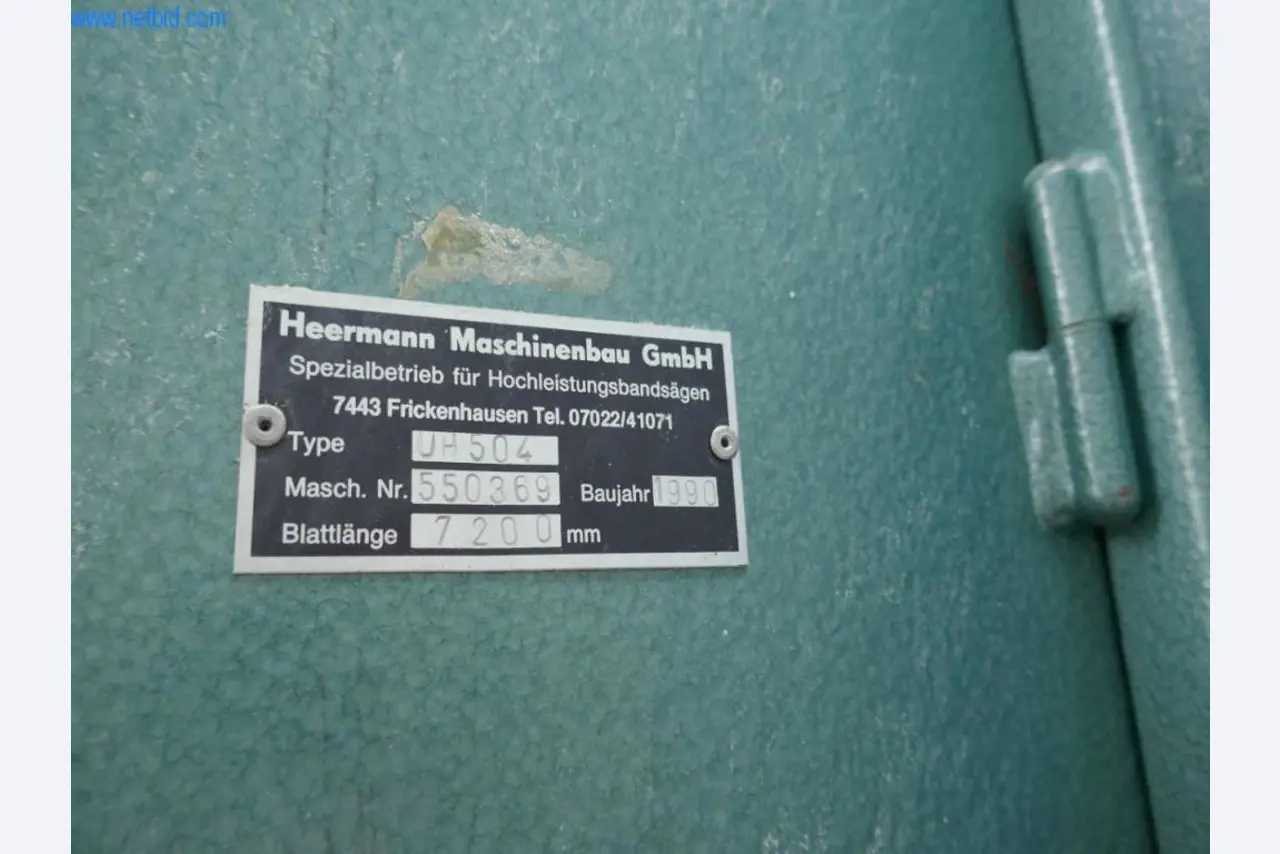 www.netbid.com
Heermann Maschinenbau GmbH
Spezialbetrieb für Hochleistungsbandsägen
7443 Frickenhausen Tel. 07022/41071
Type 504
Masch. Nr. 550369 Baujahr 1990
Blattlänge 7200 mm